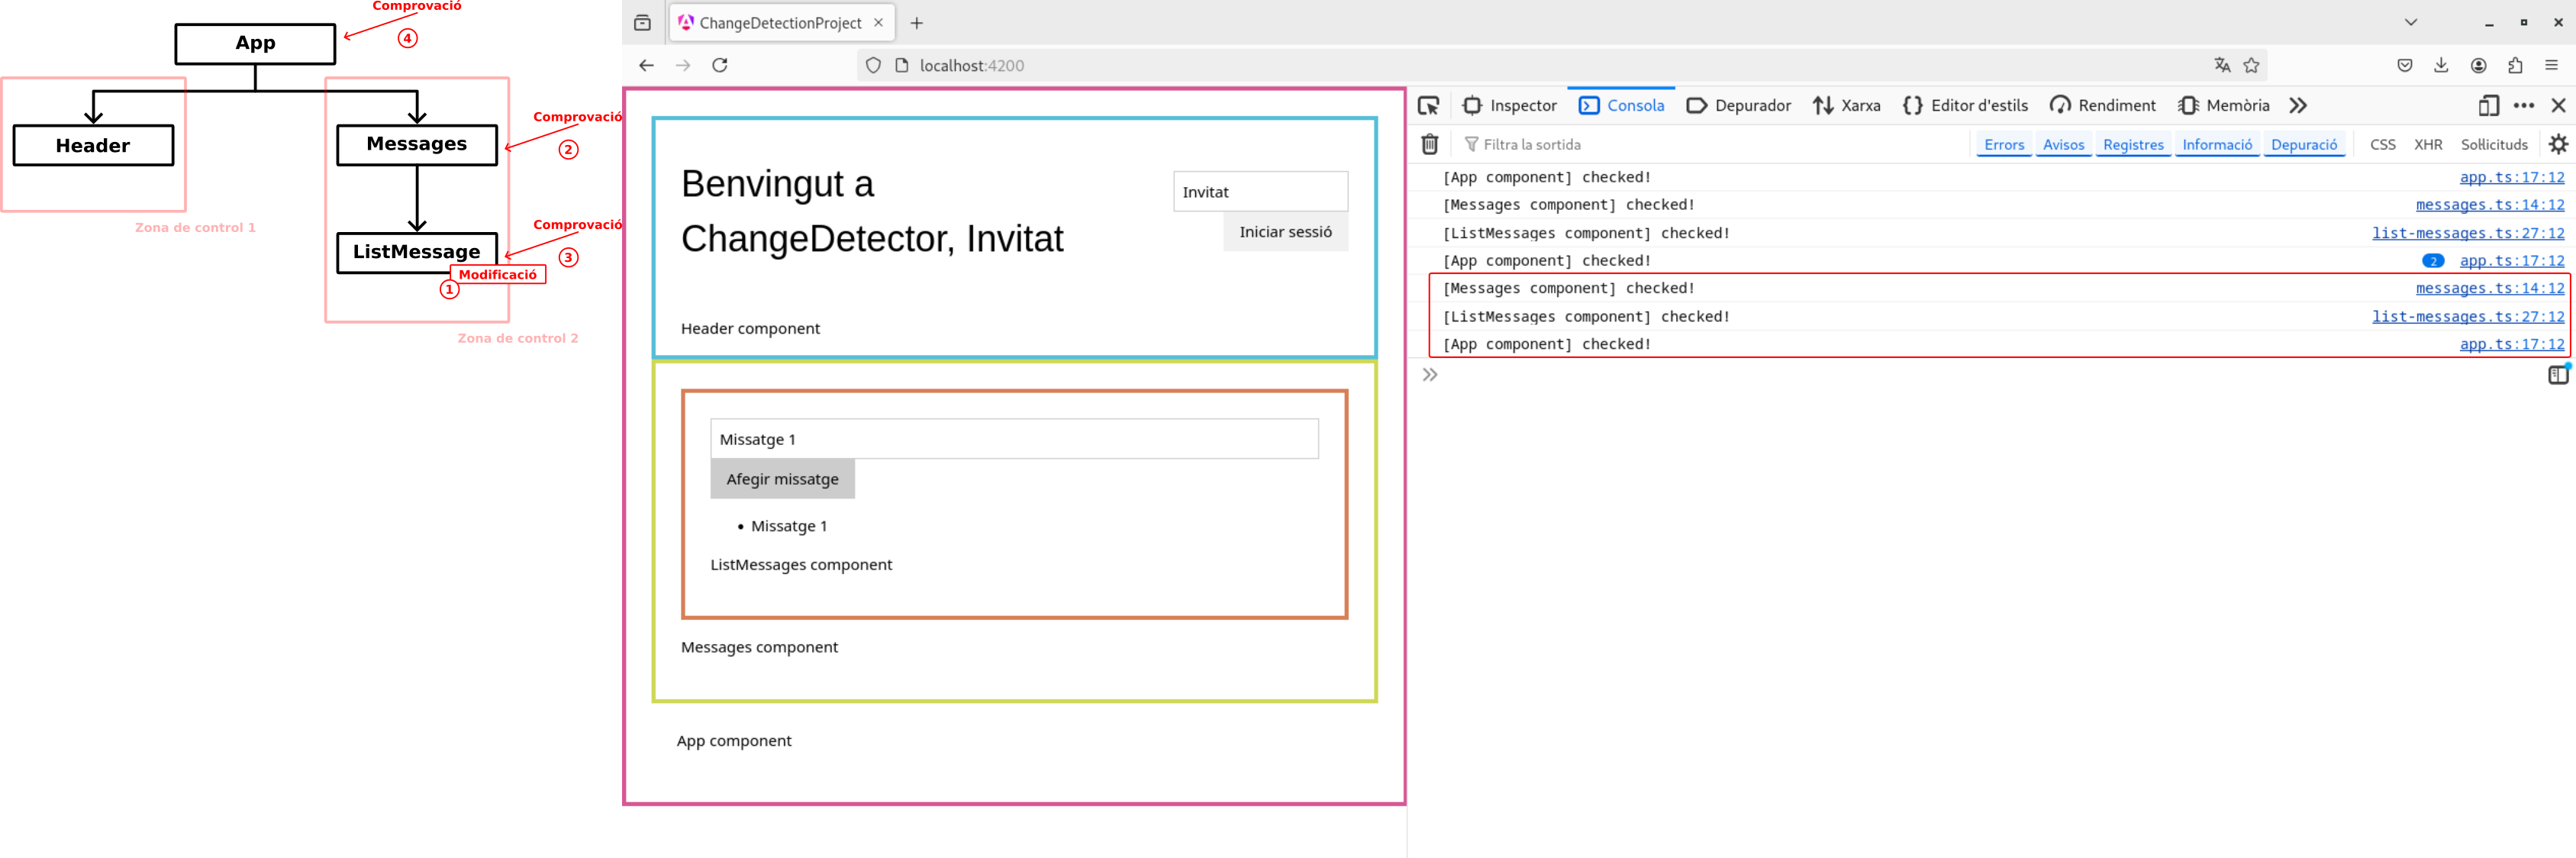 Comprovació
4
App
Header
Zona de control 1
Comprovació
2
Messages
Comprovació
3
ListMessage
Modificació
1
Zona de control 2
ChangeDetectionProject
localhost:4200
Benvingut a
ChangeDetector, Invitat
Invitat
Iniciar sessió
Header component
Missatge 1
Afegir missatge
• Missatge 1
ListMessages component
Messages component
App component
Inspector Consola Depurador Xarxa Editor d'estils Rendiment Memòria
Filtra la sortida Errors Avisos Registres Informació Depuració CSS XHR Sol·licituds
[App component] checked! app.ts:17:12
[Messages component] checked! messages.ts:14:12
[ListMessages component] checked! list-messages.ts:27:12
[App component] checked! 2 app.ts:17:12
[Messages component] checked! messages.ts:14:12
[ListMessages component] checked! list-messages.ts:27:12
[App component] checked! app.ts:17:12